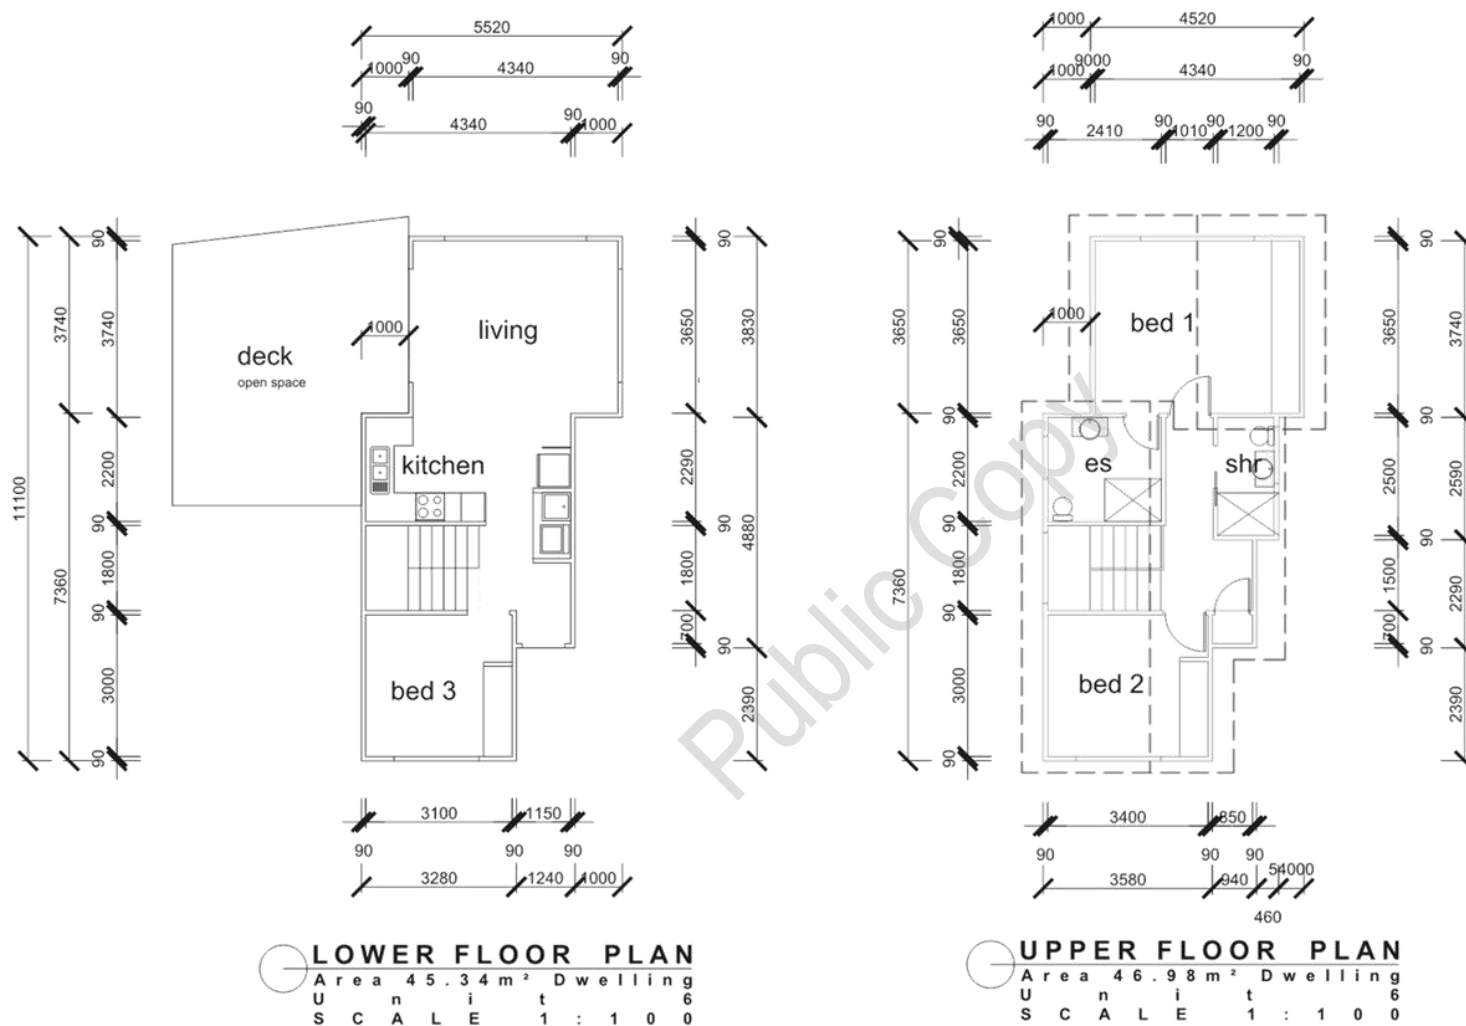 5520
1000 90 4340 90
90 4340 90 1000
1000 4520
1000 9000 4340 90
90 2410 90 1010 90 1200 90
11100
3740
7360
90
3740
90
2200
90
1800
90
3000
90
deck
open space
1000
living
kitchen
bed 3
90
3650
2290
90
1800
700
90
3830
4880
2390
3100 1150
90 90 90
3280 1240 1000
3650
7360
90
3650
90
2200
90
1800
90
3000
90
1000
bed 1
es
shr
bed 2
3650
2500
1500
700
90
90
90
90
3740
2590
2290
2390
3400 850
90 90 90
3580 940 54000
460
Public Copy
LOWER FLOOR PLAN
Area 45.34m² Dwelling
Unit 6
SCALE 1:100
UPPER FLOOR PLAN
Area 46.98m² Dwelling
Unit 6
SCALE 1:100